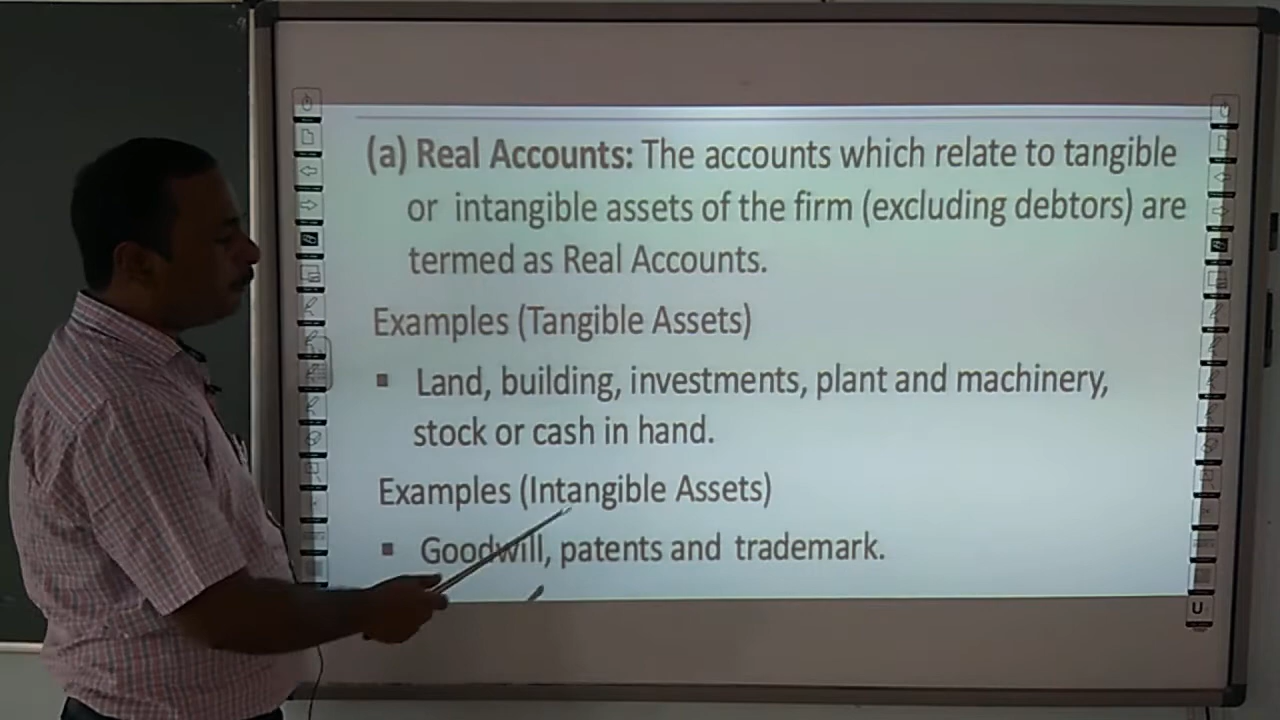 (a) Real Accounts: The accounts which relate to tangible
or intangible assets of the firm (excluding debtors) are
termed as Real Accounts.
Examples (Tangible Assets)
▪ Land, building, investments, plant and machinery,
stock or cash in hand.
Examples (Intangible Assets)
▪ Goodwill, patents and trademark.
U